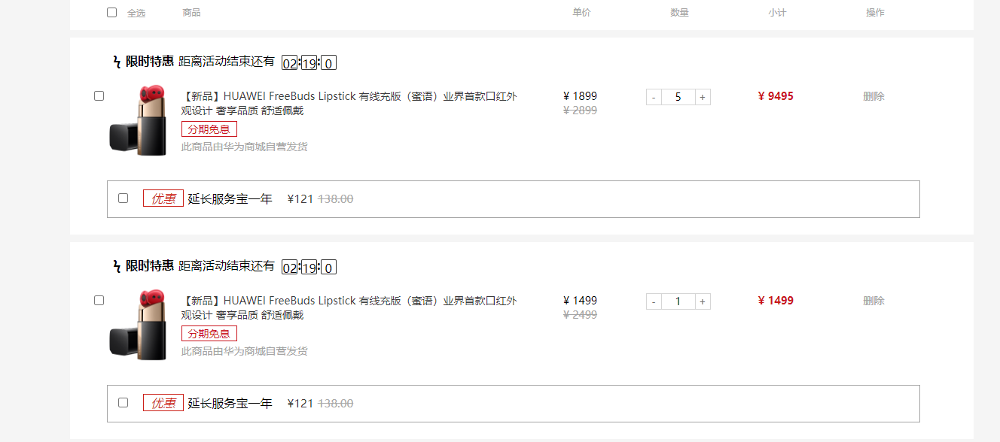 全选 商品 单价 数量 小计 操作
限时特惠 距离活动结束还有 02:19:0
【新品】HUAWEI FreeBuds Lipstick 有线充版（蜜语）业界首款口红外 ¥ 1899 - 5 + ¥ 9495 删除
观设计 奢享品质 舒适佩戴 ¥ 2899
分期免息
此商品由华为商城自营发货
优惠 延长服务宝一年 ¥121 138.00
限时特惠 距离活动结束还有 02:19:0
【新品】HUAWEI FreeBuds Lipstick 有线充版（蜜语）业界首款口红外 ¥ 1499 - 1 + ¥ 1499 删除
观设计 奢享品质 舒适佩戴 ¥ 2499
分期免息
此商品由华为商城自营发货
优惠 延长服务宝一年 ¥121 138.00